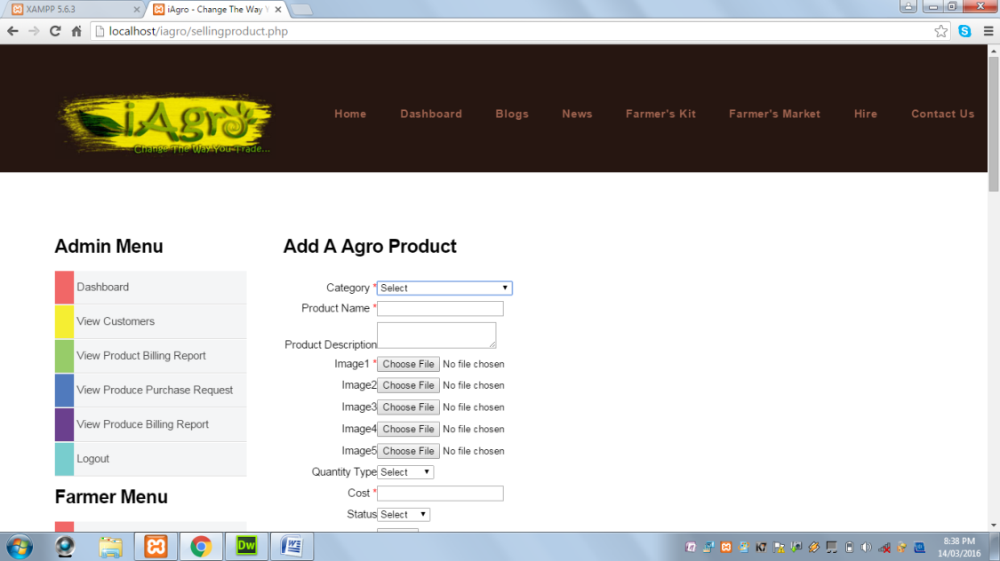 XAMPP 5.6.3
iAgro - Change The Way Y
localhost/iagro/sellingproduct.php
iAgro
Change The Way You Trade...
Home Dashboard Blogs News Farmer's Kit Farmer's Market Hire Contact Us
Admin Menu
Dashboard
View Customers
View Product Billing Report
View Produce Purchase Request
View Produce Billing Report
Logout
Farmer Menu
Add A Agro Product
Category * Select
Product Name *
Product Description
Image1 * Choose File No file chosen
Image2 Choose File No file chosen
Image3 Choose File No file chosen
Image4 Choose File No file chosen
Image5 Choose File No file chosen
Quantity Type Select
Cost *
Status Select
Dw
8:38 PM
14/03/2016